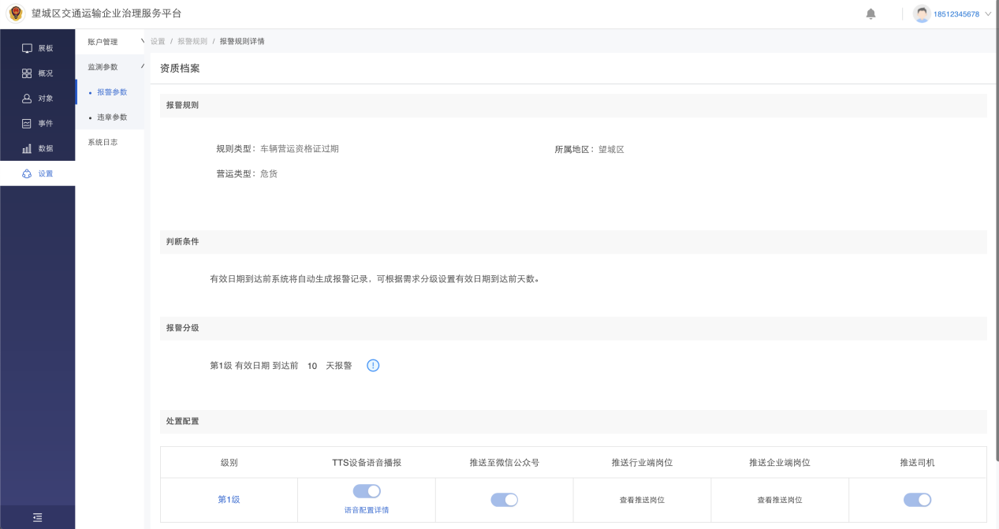 望城区交通运输企业治理服务平台
18512345678
展板
概况
对象
事件
数据
设置
账户管理
监测参数
• 报警参数
• 违章参数
系统日志
设置 / 报警规则 / 报警规则详情
资质档案
报警规则
规则类型：车辆营运资格证过期 所属地区：望城区
营运类型：危货
判断条件
有效日期到达前系统将自动生成报警记录，可根据需求分级设置有效日期到达前天数。
报警分级
第1级 有效日期 到达前 10 天报警
处置配置
级别 TTS设备语音播报 推送至微信公众号 推送行业端岗位 推送企业端岗位 推送司机
第1级 查看推送岗位 查看推送岗位
语音配置详情